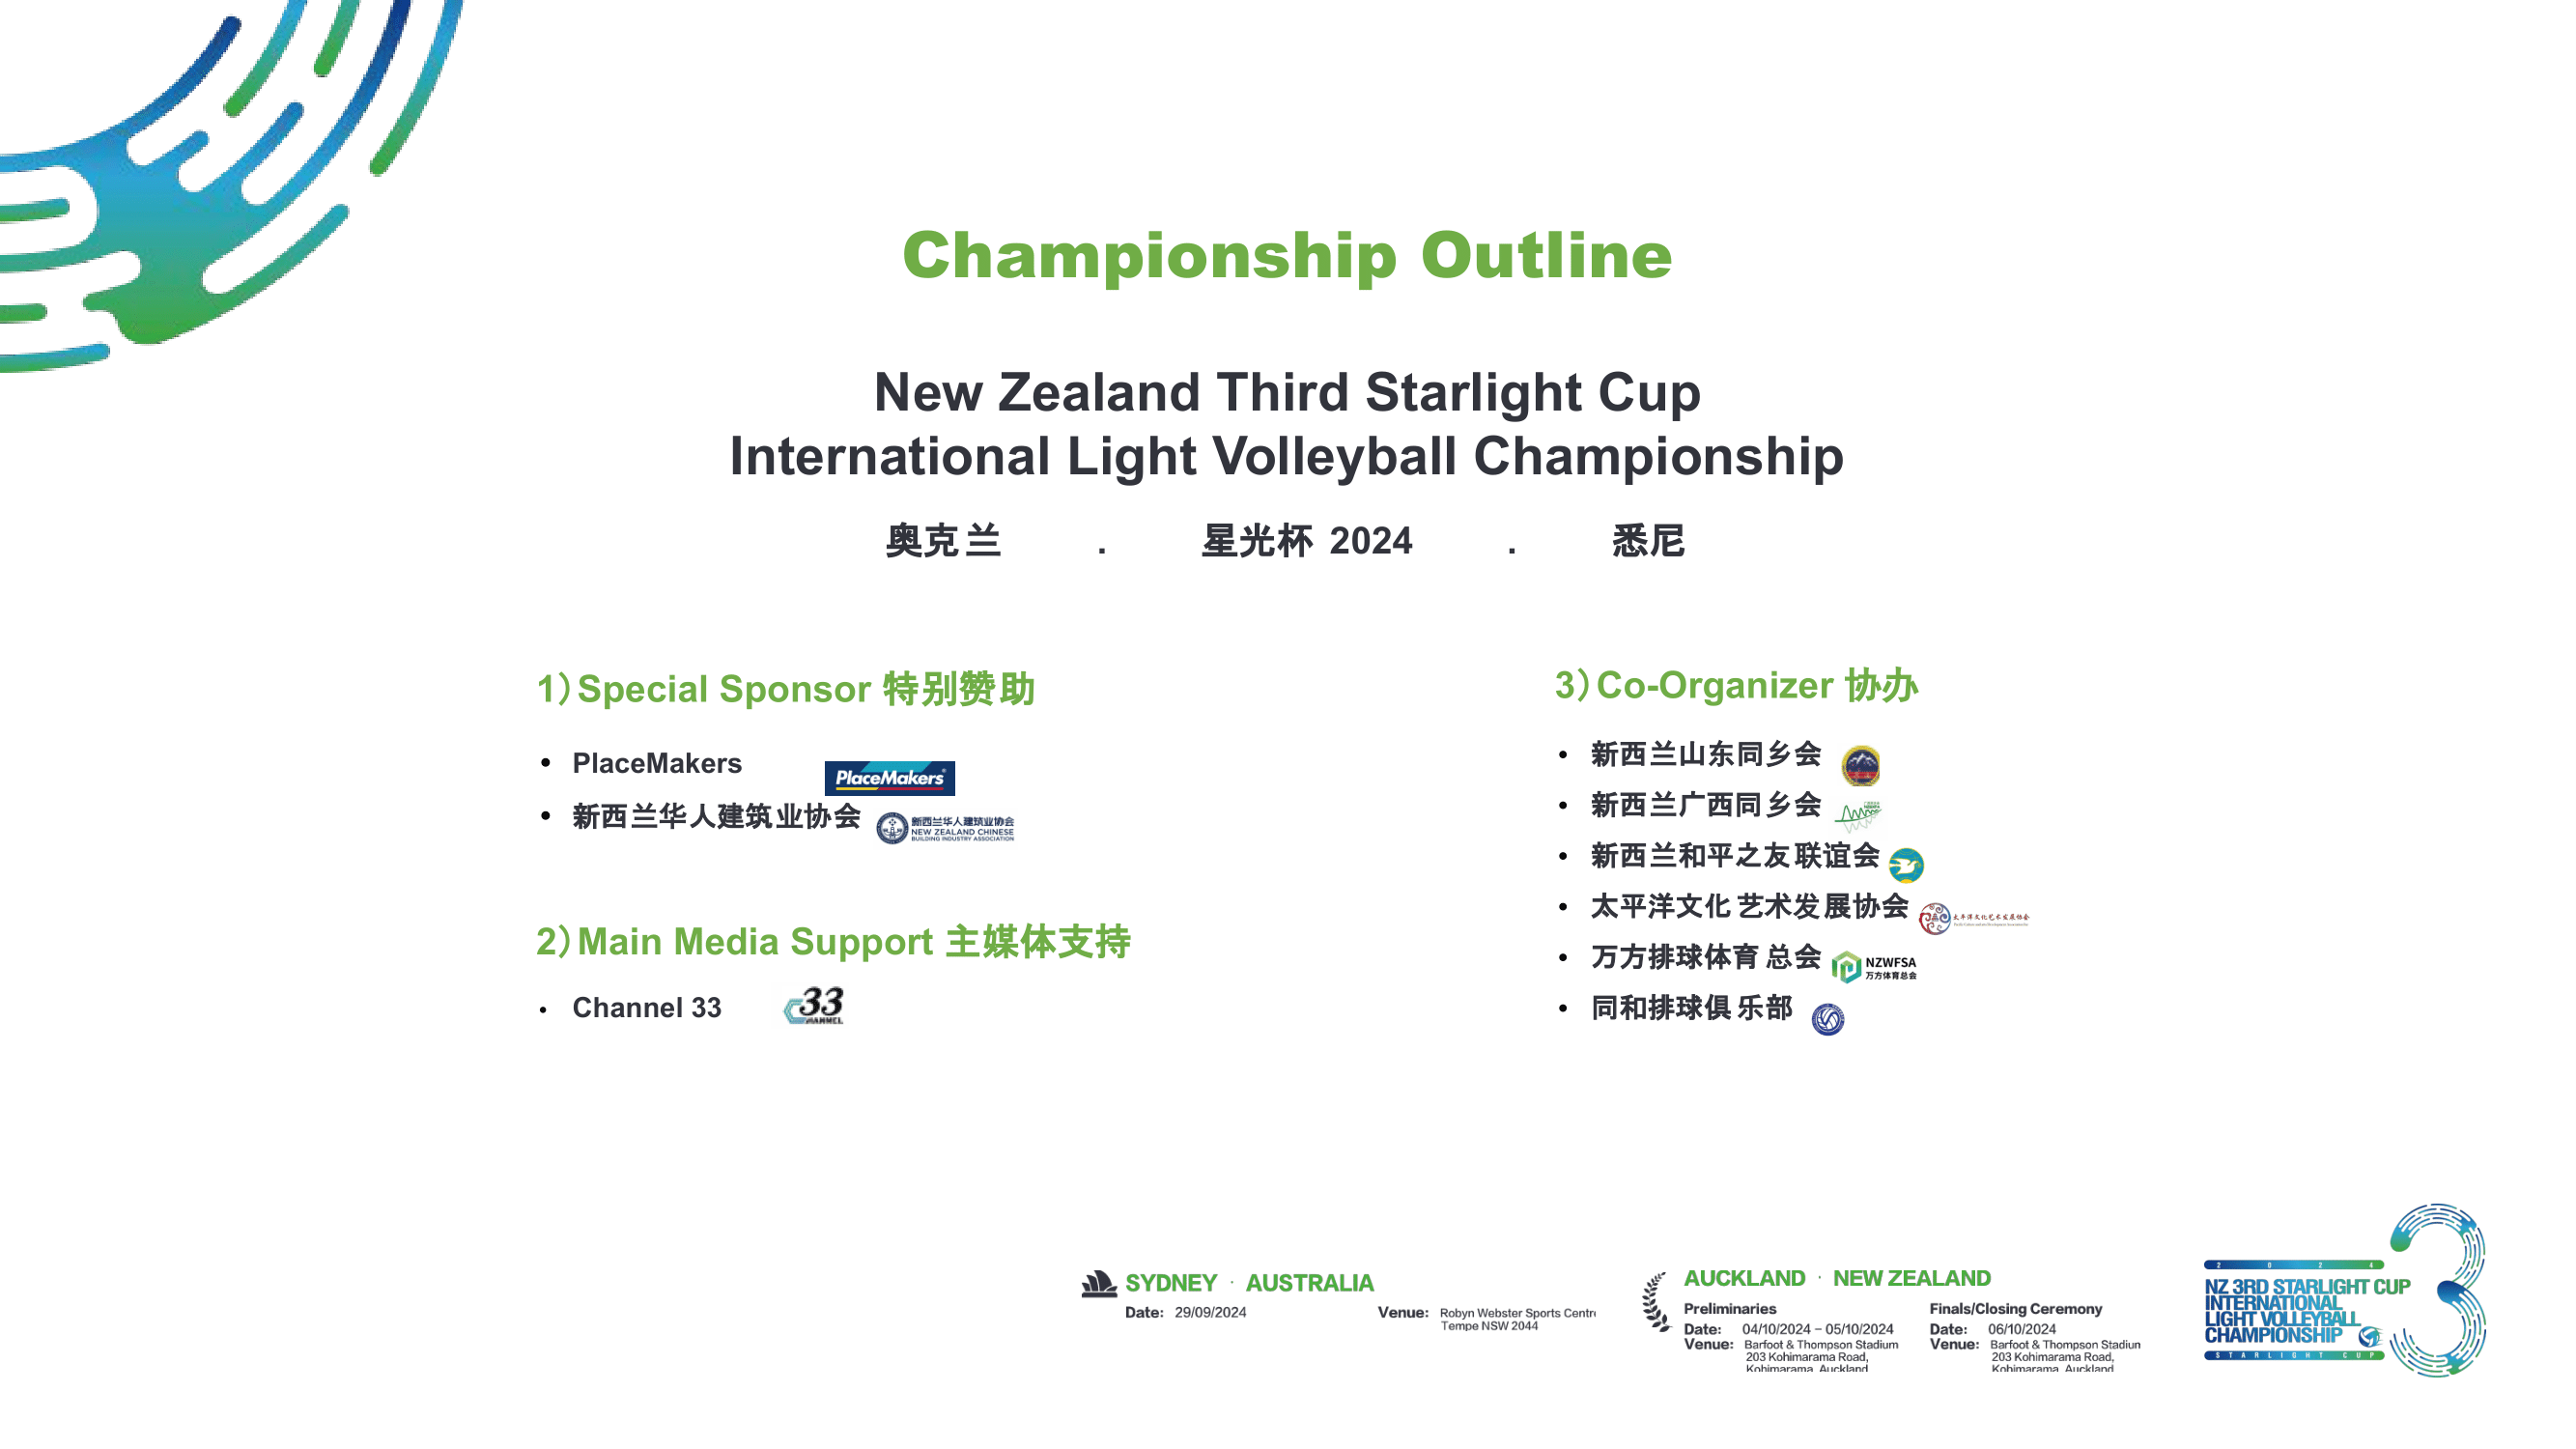 Championship Outline
New Zealand Third Starlight Cup
International Light Volleyball Championship
奥克兰 . 星光杯 2024 . 悉尼
1）Special Sponsor 特别赞助
• PlaceMakers
PlaceMakers
• 新西兰华人建筑业协会
新西兰华人建筑业协会
NEW ZEALAND CHINESE
BUILDING INDUSTRY ASSOCIATION
2）Main Media Support 主媒体支持
• Channel 33
33
CHANNEL
3）Co-Organizer 协办
• 新西兰山东同乡会
• 新西兰广西同乡会
• 新西兰和平之友联谊会
• 太平洋文化艺术发展协会
太平洋文化艺术发展协会
• 万方排球体育总会
NZWFSA
万方体育总会
• 同和排球俱乐部
SYDNEY · AUSTRALIA
Date: 29/09/2024 Venue: Robyn Webster Sports Centr
Tempe NSW 2044
AUCKLAND · NEW ZEALAND
Preliminaries
Date: 04/10/2024 – 05/10/2024
Venue: Barfoot & Thompson Stadium
203 Kohimarama Road,
Kohimarama, Auckland
Finals/Closing Ceremony
Date: 06/10/2024
Venue: Barfoot & Thompson Stadiun
203 Kohimarama Road,
Kohimarama, Auckland
2 0 2 4
NZ 3RD STARLIGHT CUP
INTERNATIONAL
LIGHT VOLLEYBALL
CHAMPIONSHIP
STARLIGHT CUP